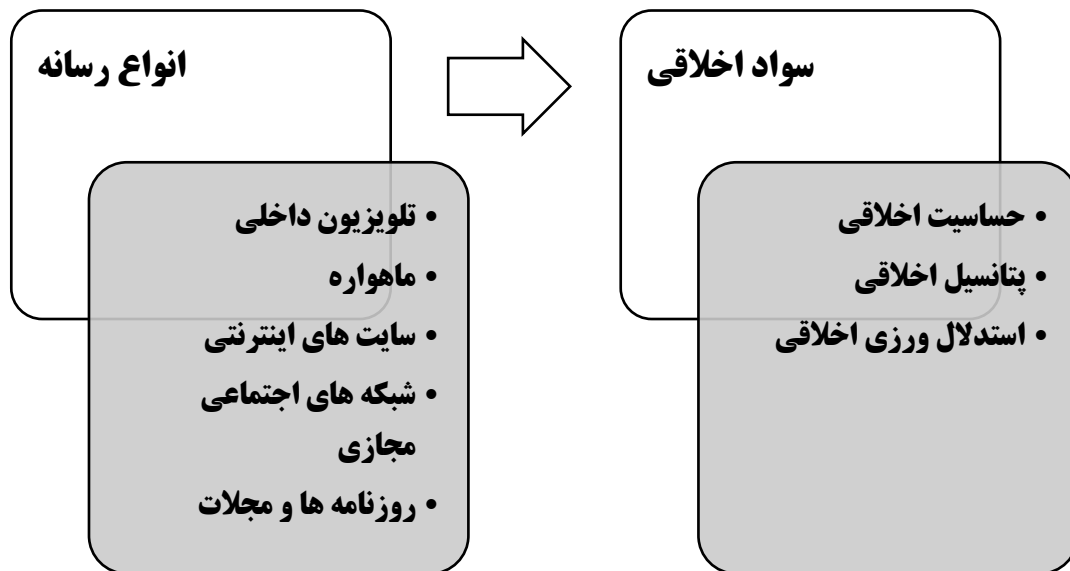 انواع رسانه
• تلویزیون داخلی
• ماهواره
• سایت های اینترنتی
• شبکه های اجتماعی
مجازی
• روزنامه ها و مجلات
سواد اخلاقی
• حساسیت اخلاقی
• پتانسیل اخلاقی
• استدلال ورزی اخلاقی